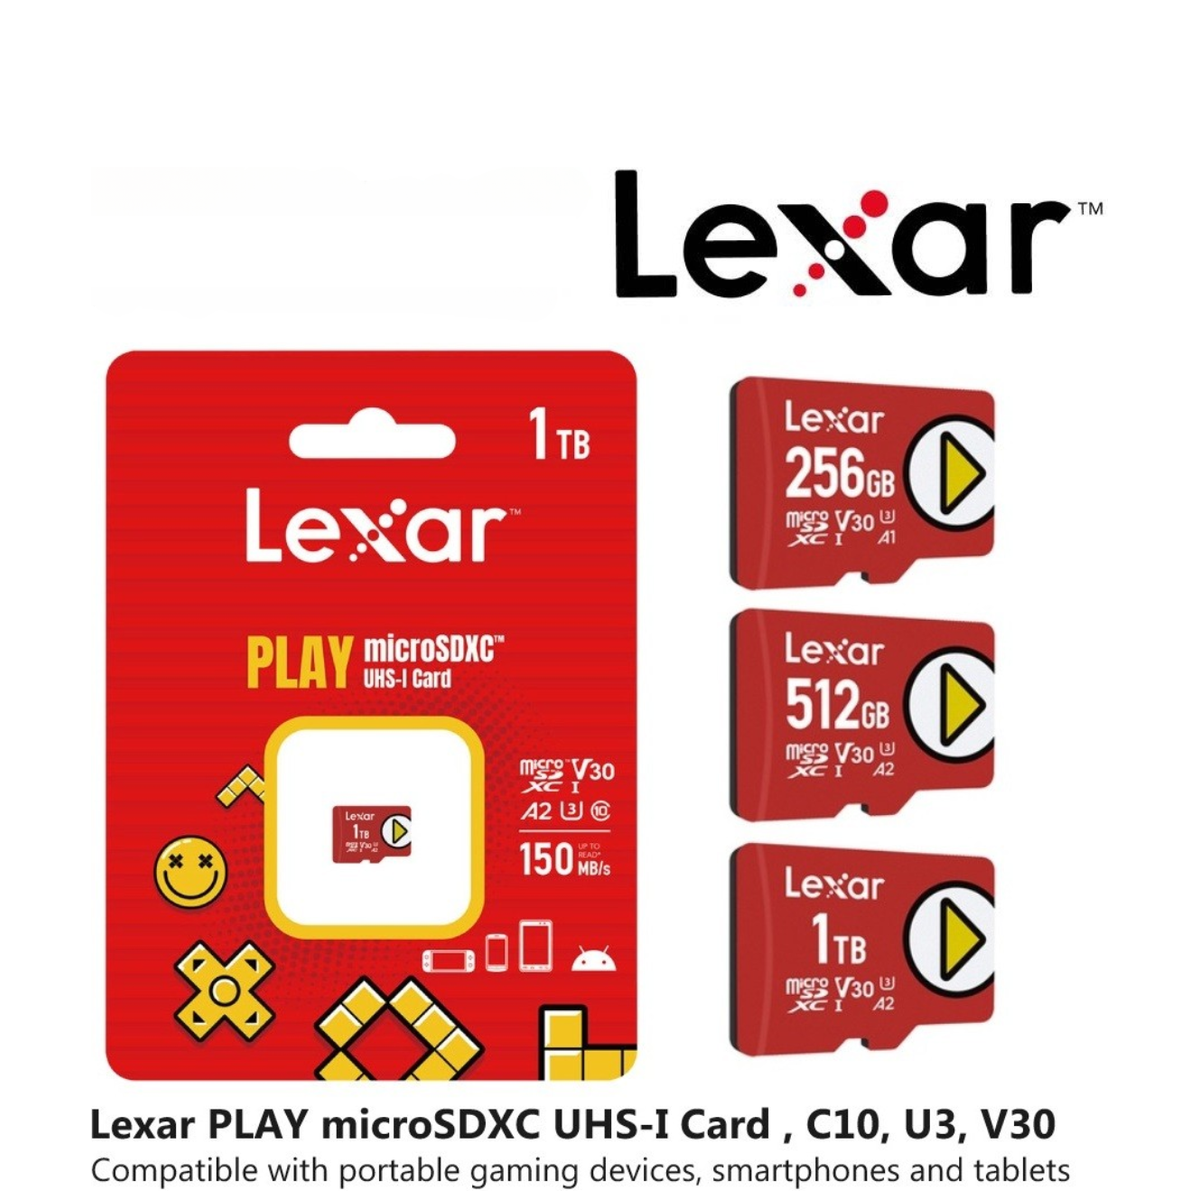 Lexar™
1TB
Lexar™
PLAY microSDXC™
UHS-I Card
micro SD XC I V30
A2 U3 C10
150 UP TO READ* MB/s
Lexar
1TB
Lexar
256GB
micro SD XC I V30 U3 A1
Lexar
512GB
micro SD XC I V30 U3 A2
Lexar
1TB
micro SD XC I V30 U3 A2
Lexar PLAY microSDXC UHS-I Card , C10, U3, V30
Compatible with portable gaming devices, smartphones and tablets